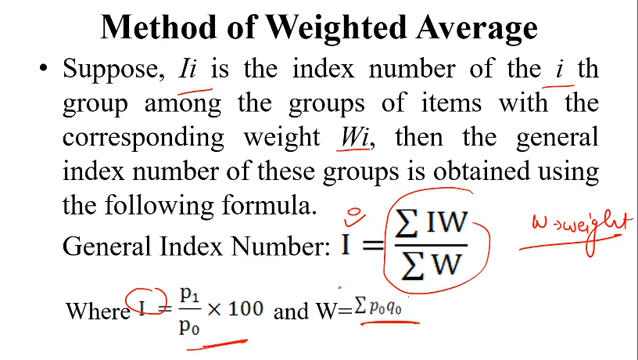 Method of Weighted Average
• Suppose, Ii is the index number of the i th
group among the groups of items with the
corresponding weight Wi, then the general
index number of these groups is obtained using
the following formula.
General Index Number: I = ∑ IW / ∑ W
W→weight
Where I = p₁ / p₀ × 100 and W=∑ p₀q₀